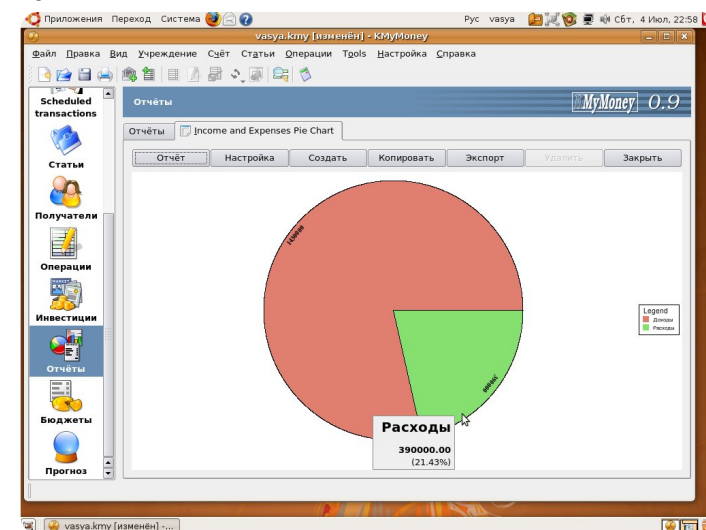 Приложения Переход Система Рус vasya Сбт, 4 Июл, 22:58
vasya.kmy [изменён] - KMyMoney
Файл Правка Вид Учреждение Счёт Статьи Операции Tools Настройка Справка
Scheduled
transactions
Статьи
Получатели
Операции
Инвестиции
Отчёты
Бюджеты
Прогноз
Отчёты
KMyMoney 0.9
Отчёты Income and Expenses Pie Chart
Отчёт Настройка Создать Копировать Экспорт Удалить Закрыть
1430000
390000
Legend
Доходы
Расходы
Расходы
390000.00
(21.43%)
vasya.kmy [изменён] -...